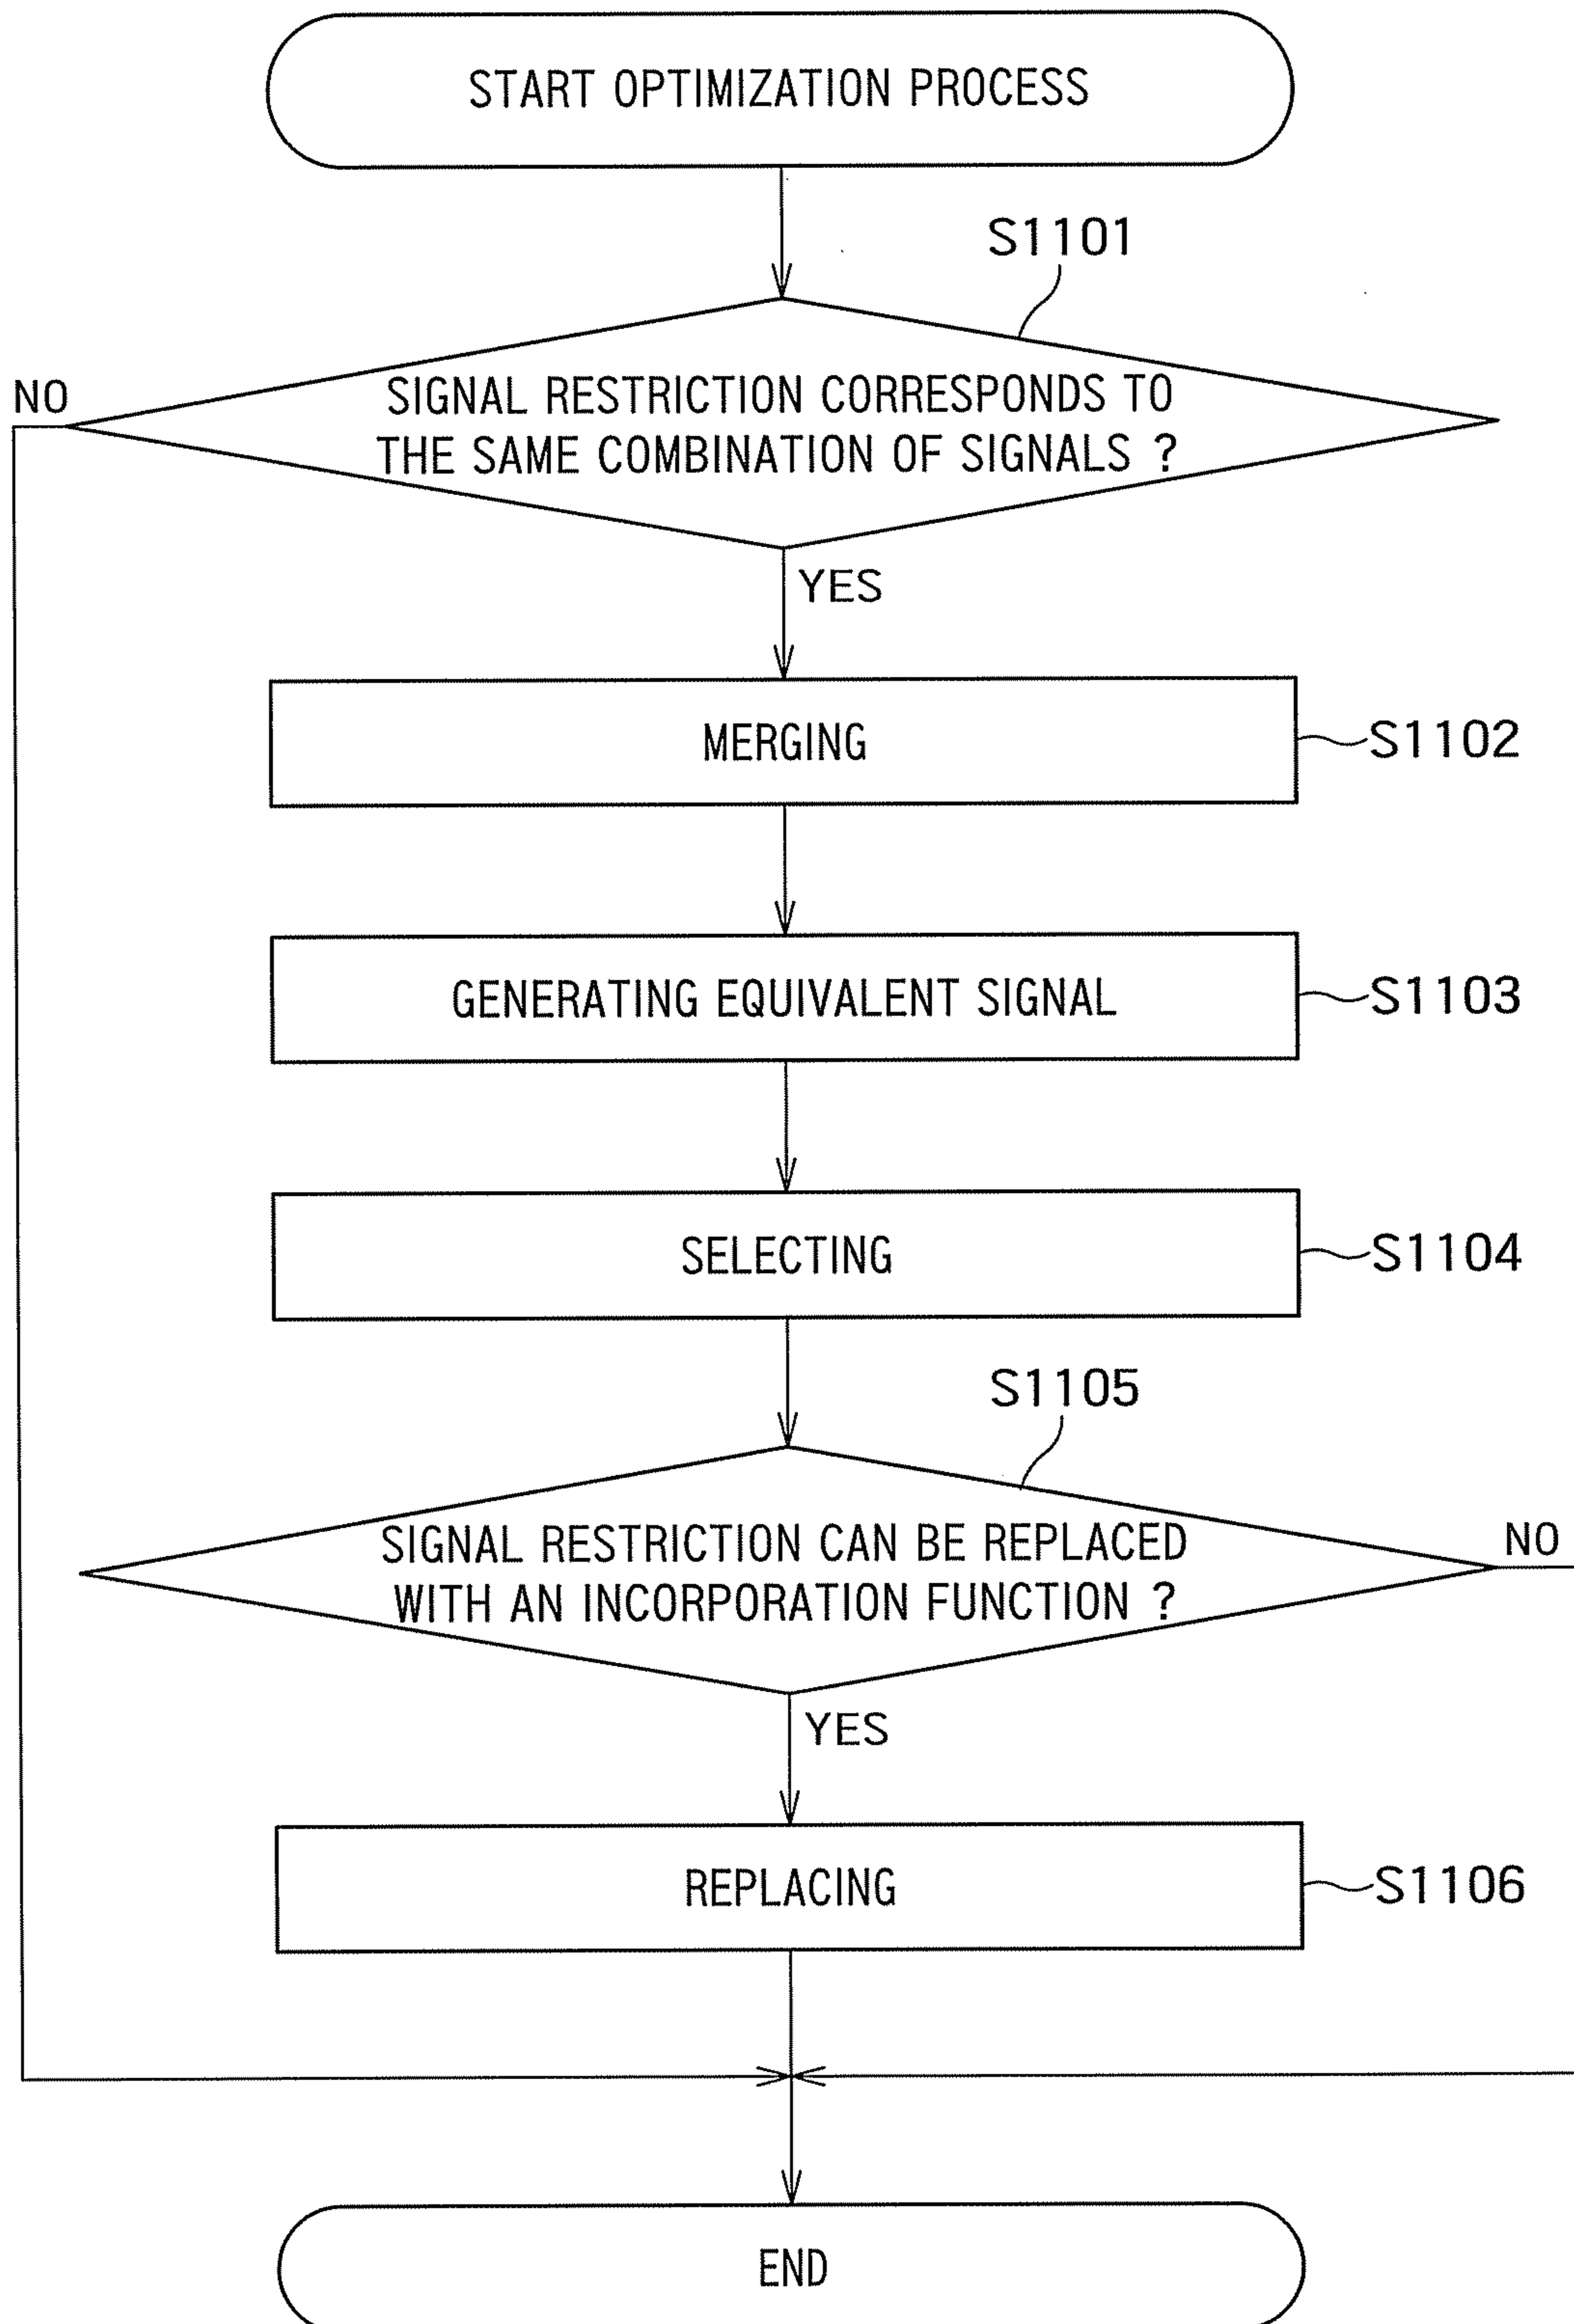 START OPTIMIZATION PROCESS
S1101
NO
SIGNAL RESTRICTION CORRESPONDS TO
THE SAME COMBINATION OF SIGNALS ?
YES
MERGING
S1102
GENERATING EQUIVALENT SIGNAL
S1103
SELECTING
S1104
S1105
SIGNAL RESTRICTION CAN BE REPLACED
WITH AN INCORPORATION FUNCTION ?
NO
YES
REPLACING
S1106
END